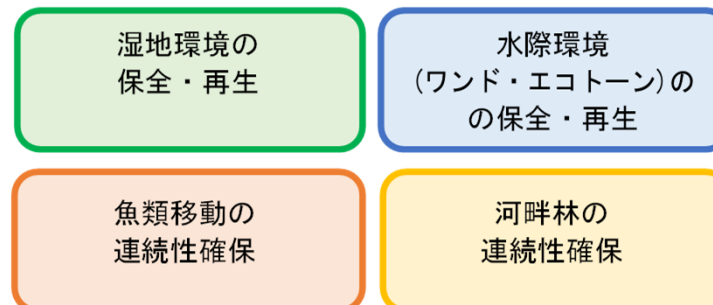 湿地環境の
保全・再生
水際環境
(ワンド・エコトーン)の
の保全・再生
魚類移動の
連続性確保
河畔林の
連続性確保